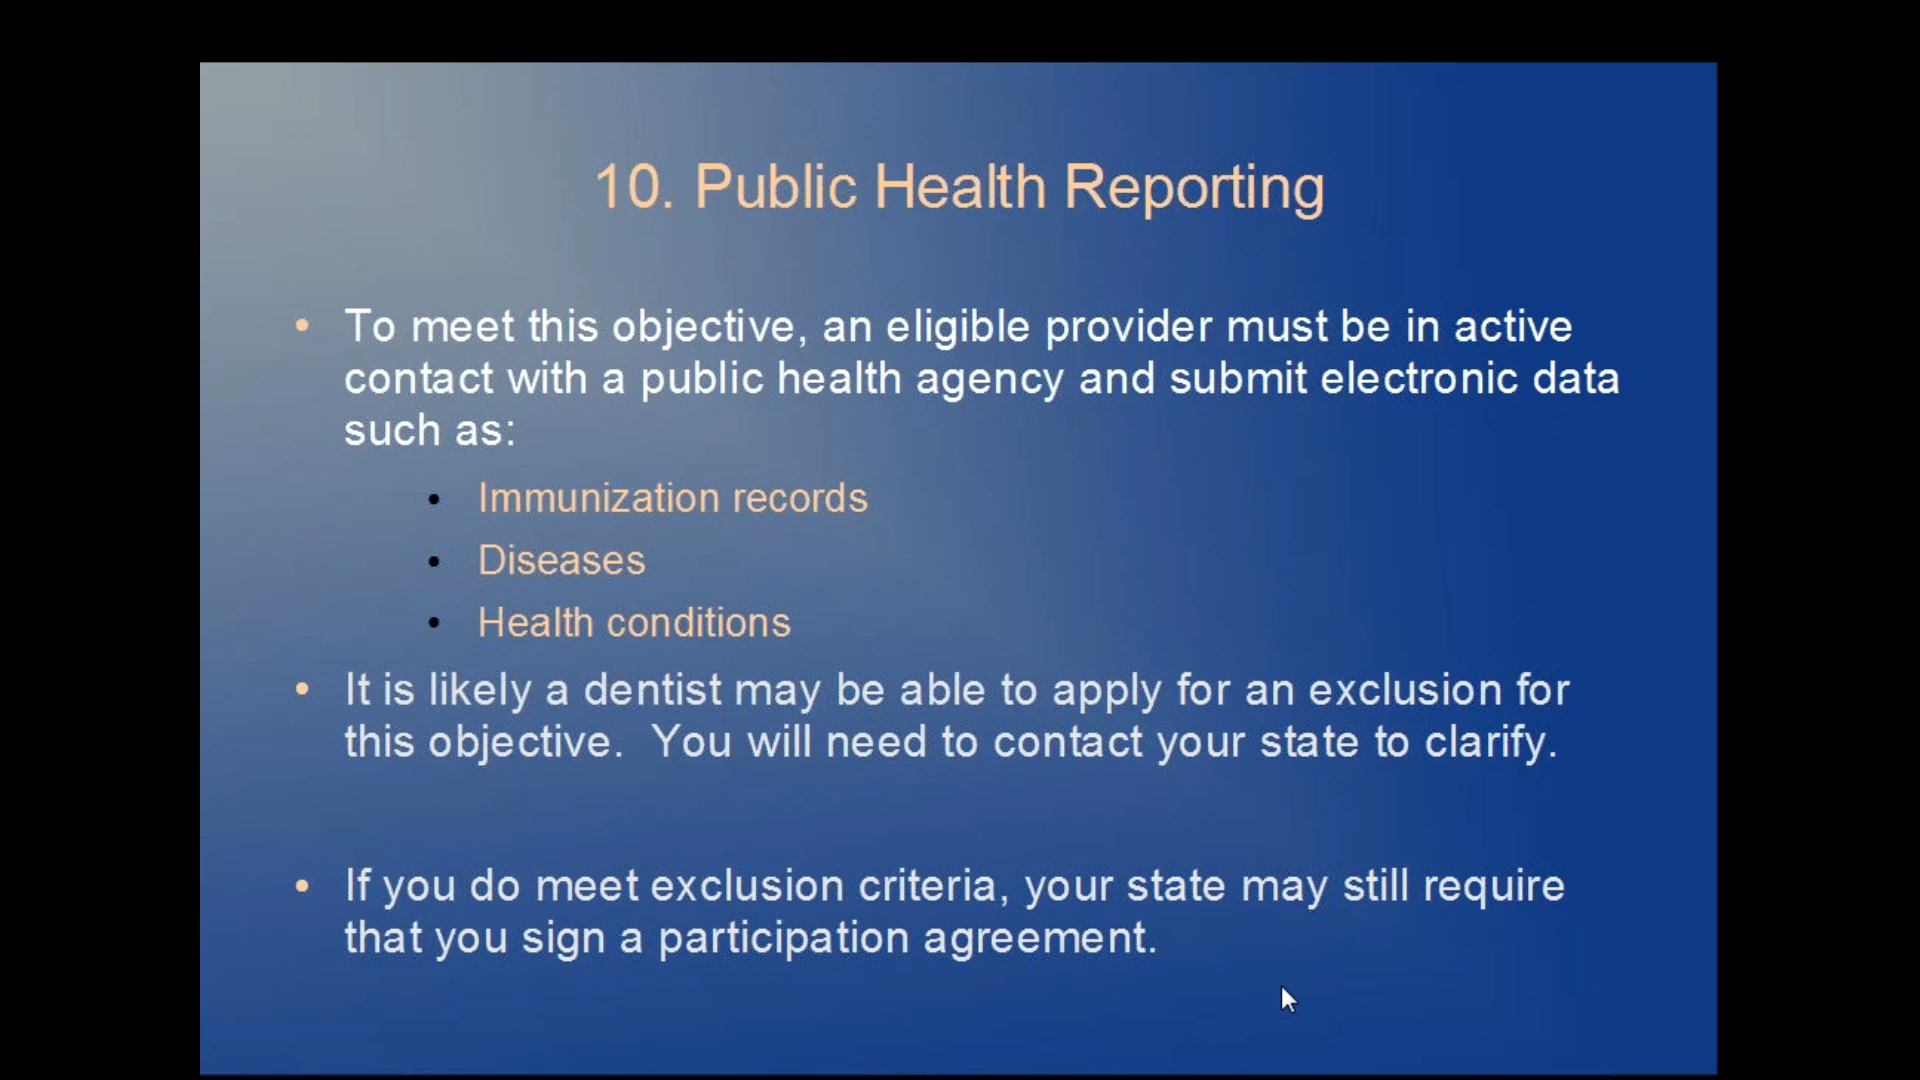 10. Public Health Reporting
• To meet this objective, an eligible provider must be in active
contact with a public health agency and submit electronic data
such as:
• Immunization records
• Diseases
• Health conditions
• It is likely a dentist may be able to apply for an exclusion for
this objective.  You will need to contact your state to clarify.
• If you do meet exclusion criteria, your state may still require
that you sign a participation agreement.